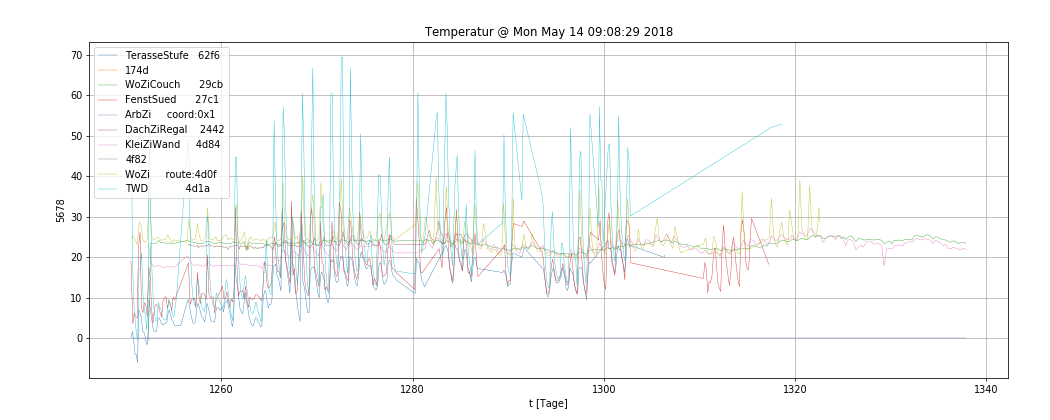 Temperatur @ Mon May 14 09:08:29 2018
70
60
50
40
30
20
10
0
5678
TerasseStufe 62f6
174d
WoZiCouch 29cb
FenstSued 27c1
ArbZi coord:0x1
DachZiRegal 2442
KleiZiWand 4d84
4f82
WoZi route:4d0f
TWD 4d1a
1260 1280 1300 1320 1340
t [Tage]